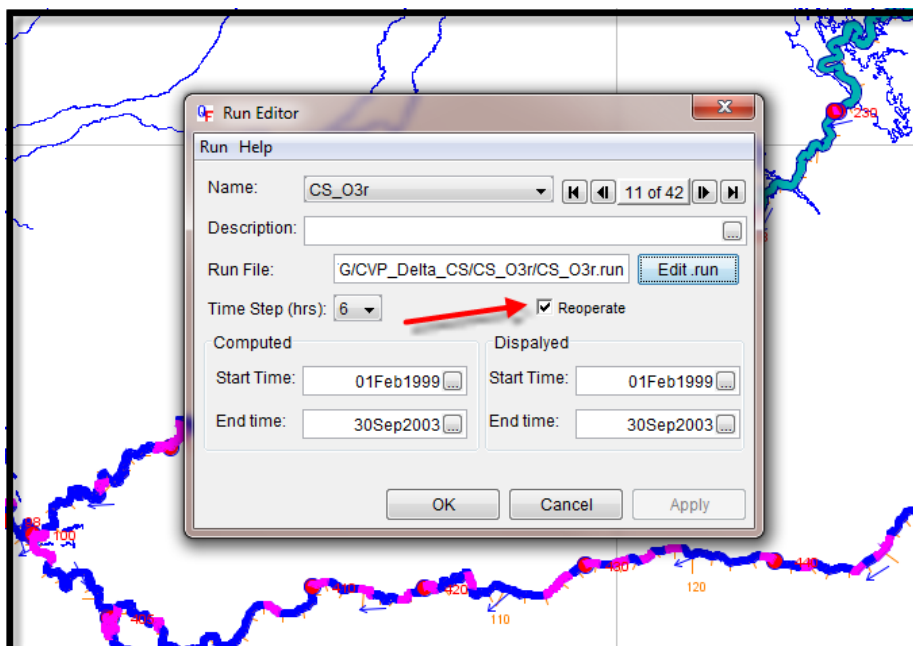 230
Run Editor
Run Help
Name: CS_O3r 11 of 42
Description: ...
Run File: G/CVP_Delta_CS/CS_O3r/CS_O3r.run Edit .run
Time Step (hrs): 6 Reoperate
Computed Dispalyed
Start Time: 01Feb1999 ... Start Time: 01Feb1999 ...
End time: 30Sep2003 ... End time: 30Sep2003 ...
OK Cancel Apply
100
420
110
120